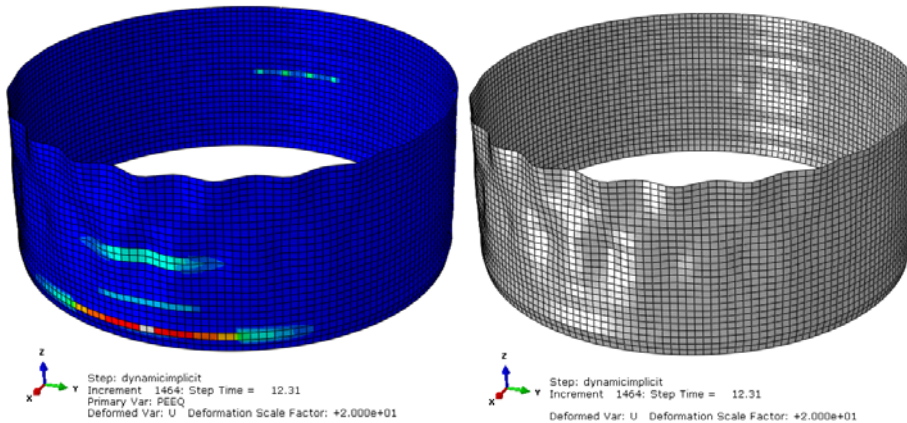 Z
Y
X
Step: dynamicimplicit
Increment 1464: Step Time = 12.31
Primary Var: PEEQ
Deformed Var: U Deformation Scale Factor: +2.000e+01
Z
Y
X
Step: dynamicimplicit
Increment 1464: Step Time = 12.31
Deformed Var: U Deformation Scale Factor: +2.000e+01